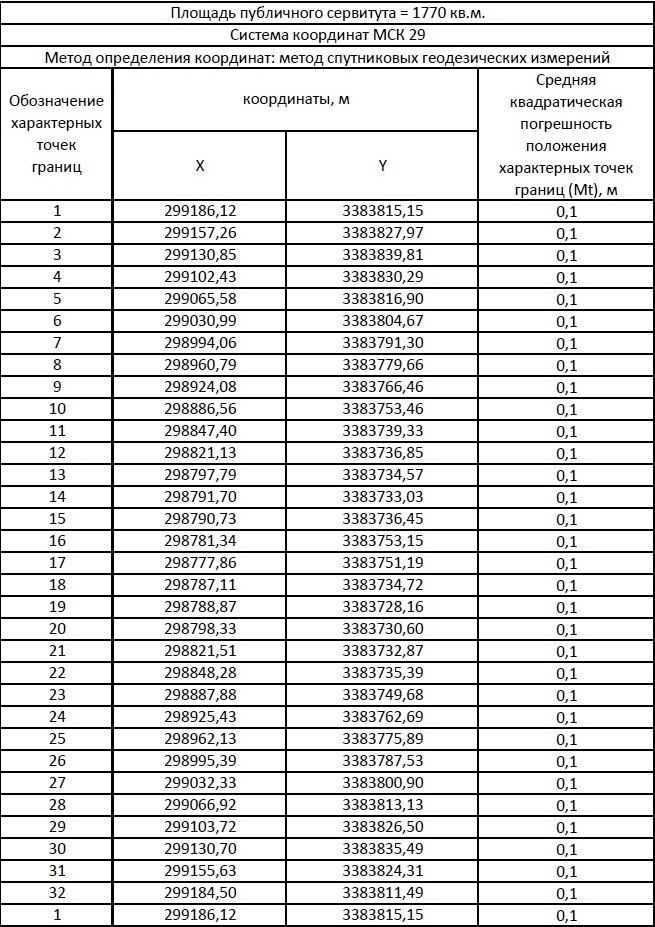 Площадь публичного сервитута = 1770 кв.м.
Система координат МСК 29
Метод определения координат: метод спутниковых геодезических измерений
Обозначение
характерных
точек
границ
координаты, м
X
Y
Средняя
квадратическая
погрешность
положения
характерных точек
границ (Mt), м
1 299186,12 3383815,15 0,1
2 299157,26 3383827,97 0,1
3 299130,85 3383839,81 0,1
4 299102,43 3383830,29 0,1
5 299065,58 3383816,90 0,1
6 299030,99 3383804,67 0,1
7 298994,06 3383791,30 0,1
8 298960,79 3383779,66 0,1
9 298924,08 3383766,46 0,1
10 298886,56 3383753,46 0,1
11 298847,40 3383739,33 0,1
12 298821,13 3383736,85 0,1
13 298797,79 3383734,57 0,1
14 298791,70 3383733,03 0,1
15 298790,73 3383736,45 0,1
16 298781,34 3383753,15 0,1
17 298777,86 3383751,19 0,1
18 298787,11 3383734,72 0,1
19 298788,87 3383728,16 0,1
20 298798,33 3383730,60 0,1
21 298821,51 3383732,87 0,1
22 298848,28 3383735,39 0,1
23 298887,88 3383749,68 0,1
24 298925,43 3383762,69 0,1
25 298962,13 3383775,89 0,1
26 298995,39 3383787,53 0,1
27 299032,33 3383800,90 0,1
28 299066,92 3383813,13 0,1
29 299103,72 3383826,50 0,1
30 299130,70 3383835,49 0,1
31 299155,63 3383824,31 0,1
32 299184,50 3383811,49 0,1
1 299186,12 3383815,15 0,1